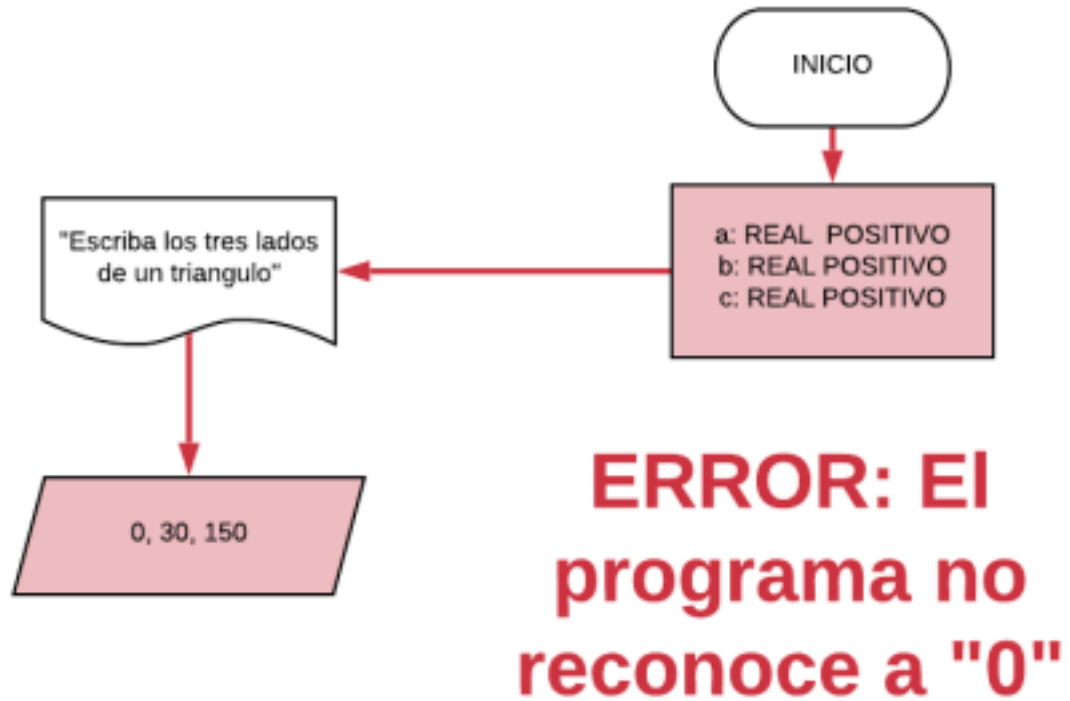 INICIO
a: REAL POSITIVO
b: REAL POSITIVO
c: REAL POSITIVO
"Escriba los tres lados
de un triangulo"
0, 30, 150
ERROR: El
programa no
reconoce a "0"